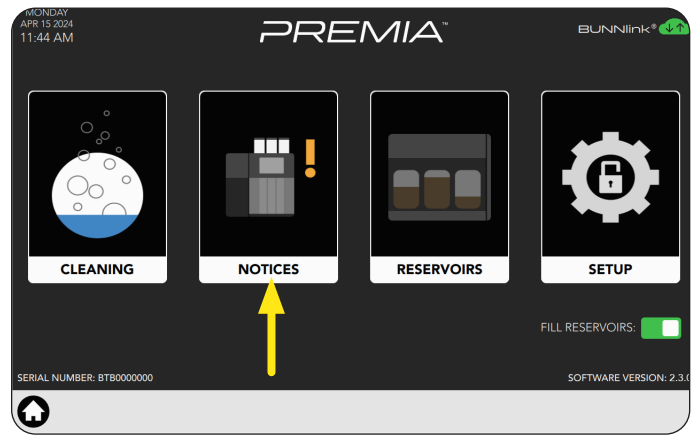 MONDAY
APR 15 2024
11:44 AM
PREMIA™
BUNNlink®
CLEANING
NOTICES
RESERVOIRS
SETUP
FILL RESERVOIRS:
SERIAL NUMBER: BTB0000000
SOFTWARE VERSION: 2.3.0